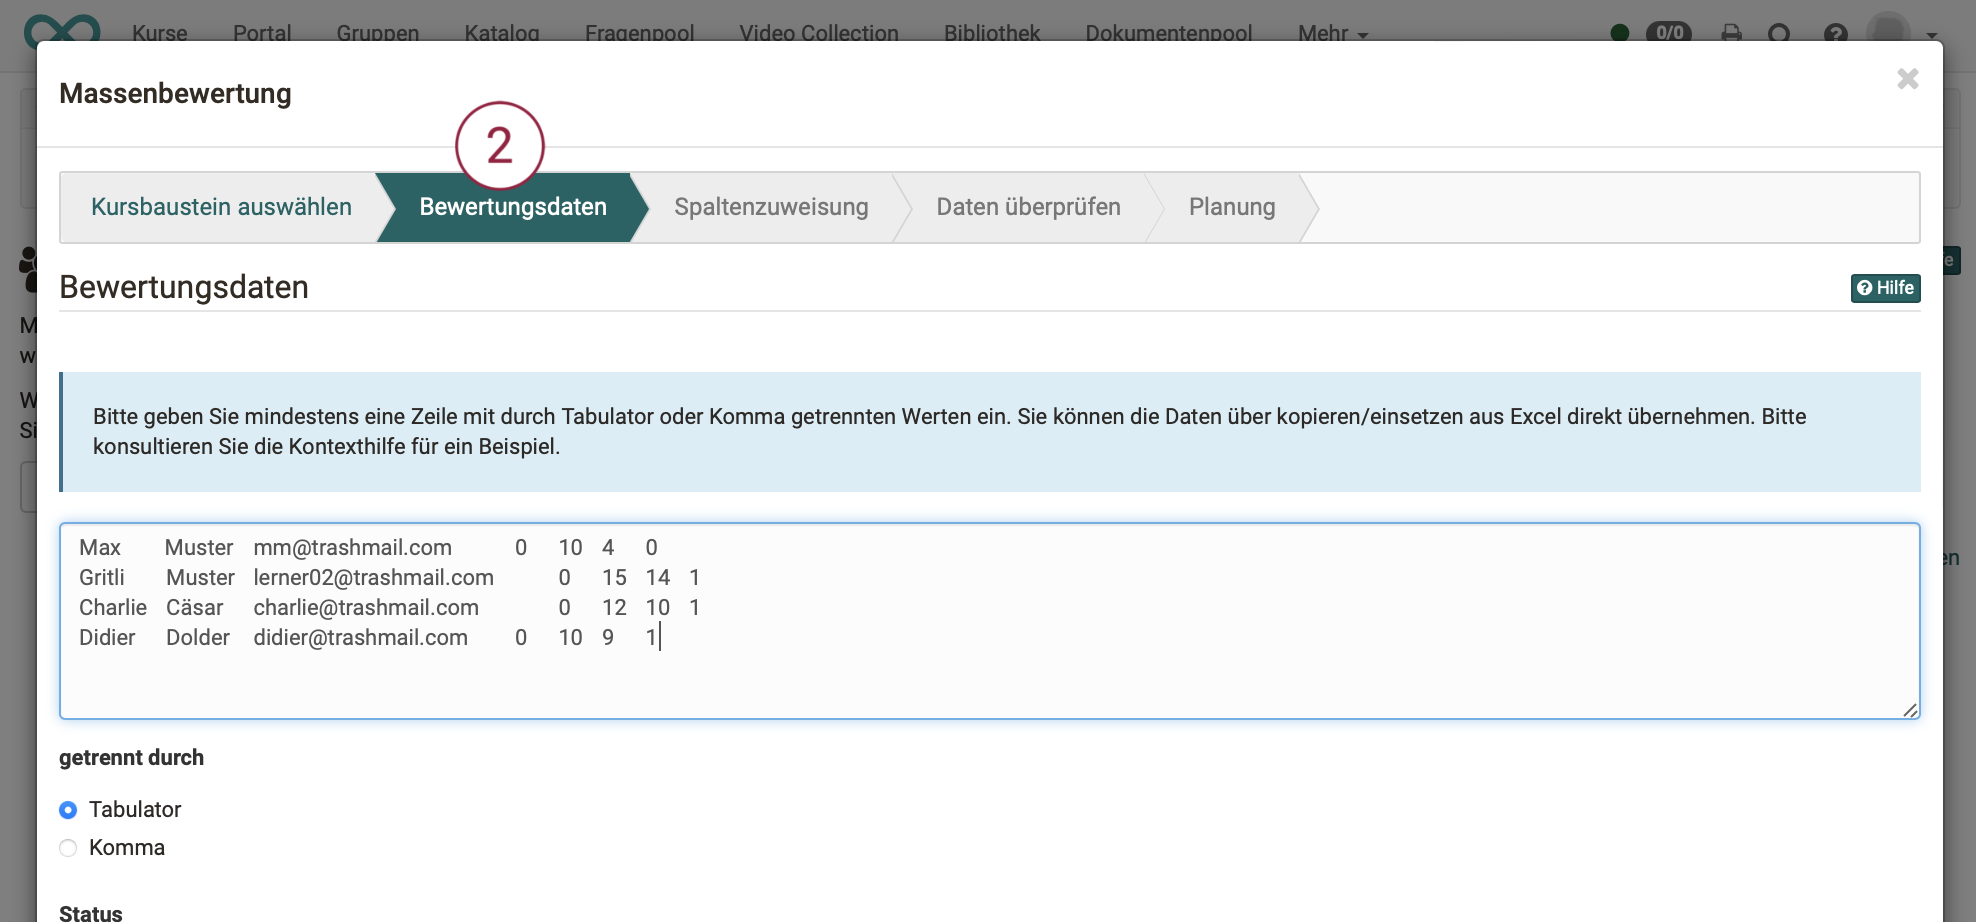 Kurse Portal Gruppen Katalog Fragenpool Video Collection Bibliothek Dokumentenpool Mehr 0/0
Massenbewertung
2
Kursbaustein auswählen Bewertungsdaten Spaltenzuweisung Daten überprüfen Planung
Bewertungsdaten
Hilfe
Bitte geben Sie mindestens eine Zeile mit durch Tabulator oder Komma getrennten Werten ein. Sie können die Daten über kopieren/einsetzen aus Excel direkt übernehmen. Bitte
konsultieren Sie die Kontexthilfe für ein Beispiel.
Max Muster mm@trashmail.com 0 10 4 0
Gritli Muster lerner02@trashmail.com 0 15 14 1
Charlie Cäsar charlie@trashmail.com 0 12 10 1
Didier Dolder didier@trashmail.com 0 10 9 1
getrennt durch
Tabulator
Komma
Status